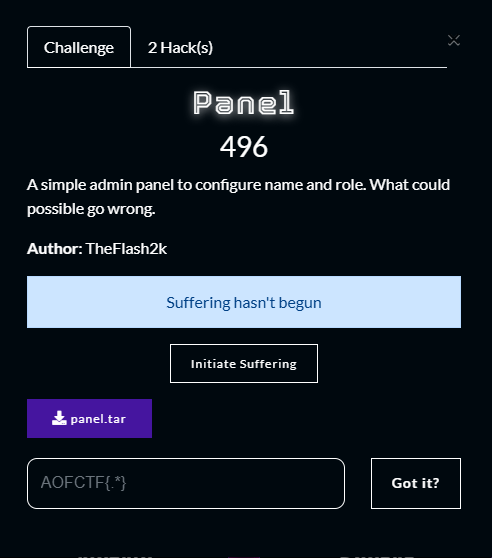 Challenge
2 Hack(s)
Panel
496
A simple admin panel to configure name and role. What could
possible go wrong.
Author: TheFlash2k
Suffering hasn't begun
Initiate Suffering
panel.tar
AOFCTF{.*}
Got it?